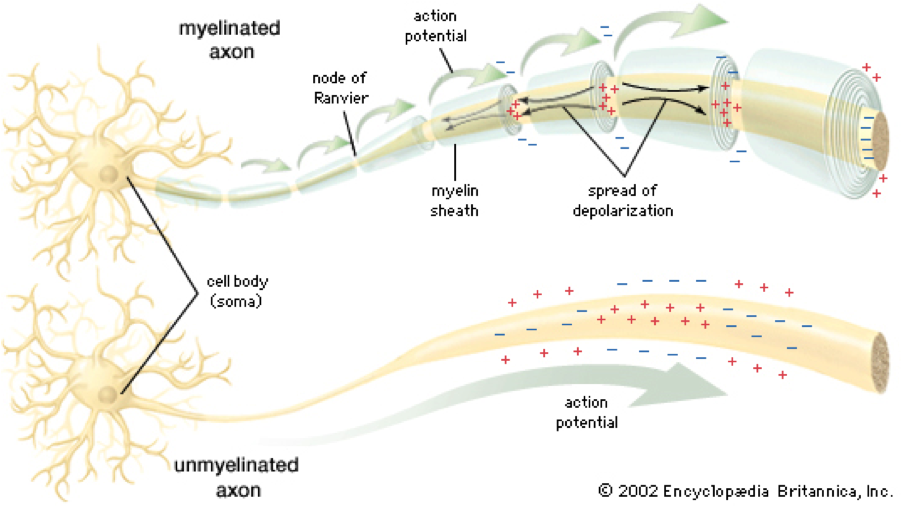 myelinated
axon
action
potential
node of
Ranvier
myelin
sheath
spread of
depolarization
cell body
(soma)
action
potential
unmyelinated
axon
© 2002 Encyclopædia Britannica, Inc.